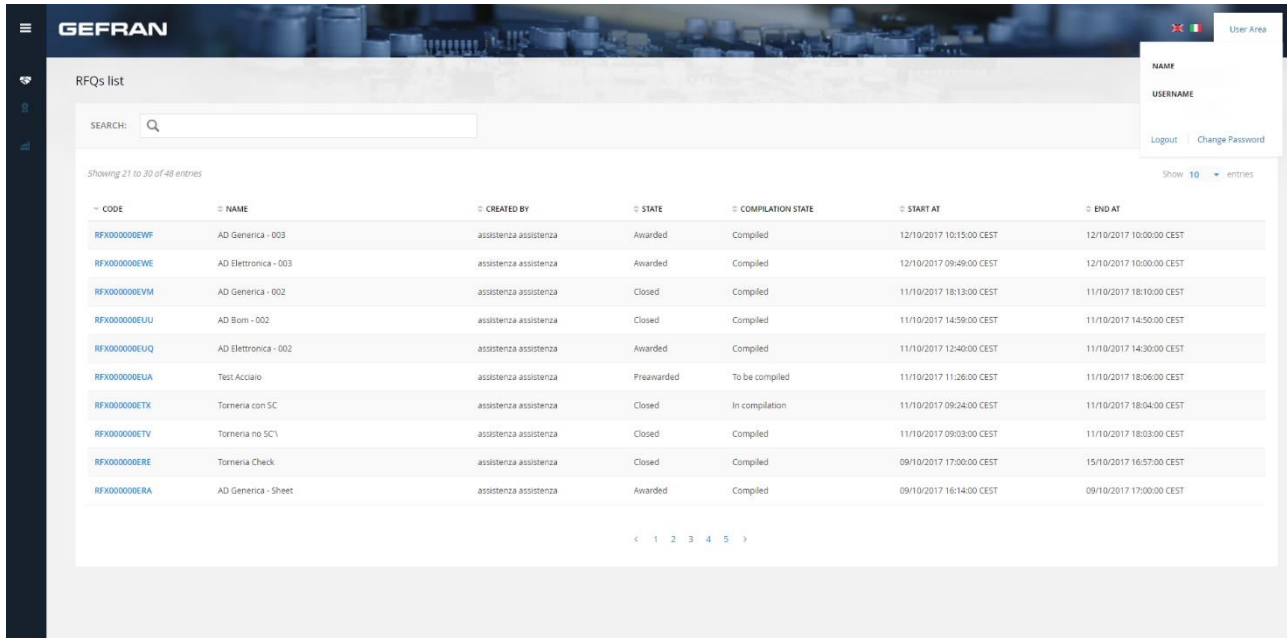 GEFRAN
User Area
NAME
USERNAME
Logout Change Password
RFQs list
SEARCH:
Showing 21 to 30 of 48 entries
Show 10 entries
CODE NAME CREATED BY STATE COMPILATION STATE START AT END AT
RFX000000EWF AD Generica - 003 assistenza assistenza Awarded Compiled 12/10/2017 10:15:00 CEST 12/10/2017 10:00:00 CEST
RFX000000EWE AD Elettronica - 003 assistenza assistenza Awarded Compiled 12/10/2017 09:49:00 CEST 12/10/2017 10:00:00 CEST
RFX000000EVM AD Generica - 002 assistenza assistenza Closed Compiled 11/10/2017 18:13:00 CEST 11/10/2017 18:10:00 CEST
RFX000000EUU AD Bom - 002 assistenza assistenza Closed Compiled 11/10/2017 14:59:00 CEST 11/10/2017 14:50:00 CEST
RFX000000EUQ AD Elettronica - 002 assistenza assistenza Awarded Compiled 11/10/2017 12:40:00 CEST 11/10/2017 14:30:00 CEST
RFX000000EUA Test Acciaio assistenza assistenza Preawarded To be compiled 11/10/2017 11:26:00 CEST 11/10/2017 18:06:00 CEST
RFX000000ETX Torneria con SC assistenza assistenza Closed In compilation 11/10/2017 09:24:00 CEST 11/10/2017 18:04:00 CEST
RFX000000ETV Torneria no SC'\ assistenza assistenza Closed Compiled 11/10/2017 09:03:00 CEST 11/10/2017 18:03:00 CEST
RFX000000ERE Torneria Check assistenza assistenza Closed Compiled 09/10/2017 17:00:00 CEST 15/10/2017 16:57:00 CEST
RFX000000ERA AD Generica - Sheet assistenza assistenza Awarded Compiled 09/10/2017 16:14:00 CEST 09/10/2017 17:00:00 CEST
< 1 2 3 4 5 >